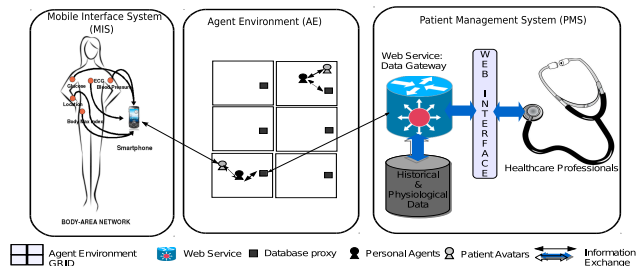 Mobile Interface System
(MIS)
Agent Environment (AE)
Patient Management System (PMS)
Glucose
ECG
Blood Pressure
Location
Smartphone
BODY-AREA NETWORK
Web Service:
Data Gateway
WEB INTERFACE
Historical
&
Physiological
Data
Healthcare Professionals
Agent Environment
GRID
Web Service
Database proxy
Personal Agents
Patient Avatars
Information
Exchange